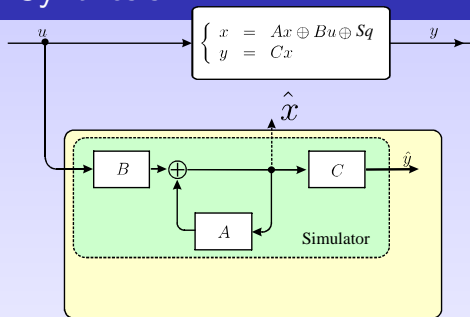 u
x = Ax ⊕ Bu ⊕ Sq
y = Cx
y
x̂
B
⊕
C
ŷ
A
Simulator